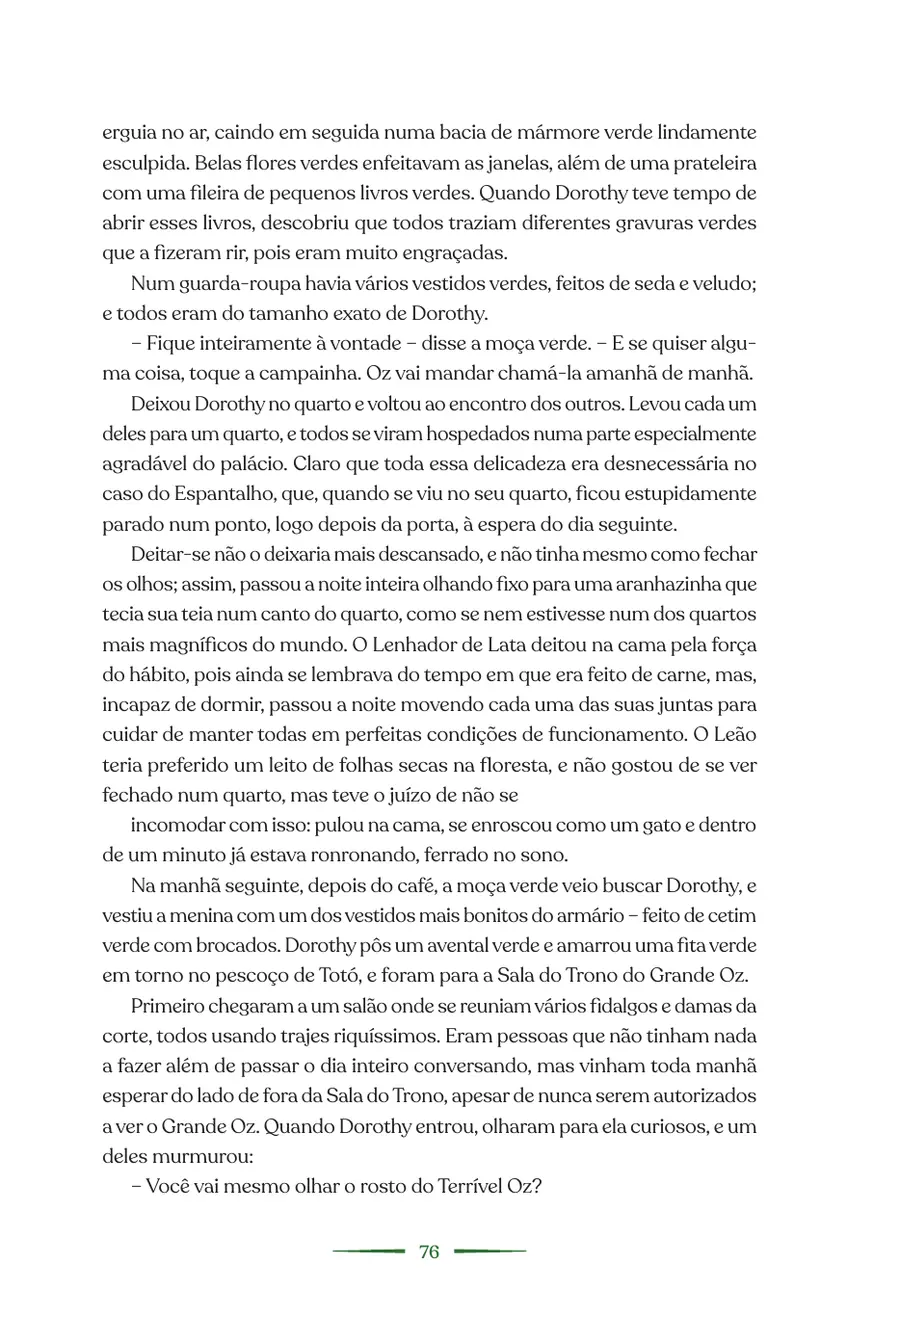 erguia no ar, caindo em seguida numa bacia de mármore verde lindamente
esculpida. Belas flores verdes enfeitavam as janelas, além de uma prateleira
com uma fileira de pequenos livros verdes. Quando Dorothy teve tempo de
abrir esses livros, descobriu que todos traziam diferentes gravuras verdes
que a fizeram rir, pois eram muito engraçadas.
Num guarda-roupa havia vários vestidos verdes, feitos de seda e veludo;
e todos eram do tamanho exato de Dorothy.
– Fique inteiramente à vontade – disse a moça verde. – E se quiser algu-
ma coisa, toque a campainha. Oz vai mandar chamá-la amanhã de manhã.
Deixou Dorothy no quarto e voltou ao encontro dos outros. Levou cada um
deles para um quarto, e todos se viram hospedados numa parte especialmente
agradável do palácio. Claro que toda essa delicadeza era desnecessária no
caso do Espantalho, que, quando se viu no seu quarto, ficou estupidamente
parado num ponto, logo depois da porta, à espera do dia seguinte.
Deitar-se não o deixaria mais descansado, e não tinha mesmo como fechar
os olhos; assim, passou a noite inteira olhando fixo para uma aranhazinha que
tecia sua teia num canto do quarto, como se nem estivesse num dos quartos
mais magníficos do mundo. O Lenhador de Lata deitou na cama pela força
do hábito, pois ainda se lembrava do tempo em que era feito de carne, mas,
incapaz de dormir, passou a noite movendo cada uma das suas juntas para
cuidar de manter todas em perfeitas condições de funcionamento. O Leão
teria preferido um leito de folhas secas na floresta, e não gostou de se ver
fechado num quarto, mas teve o juízo de não se
incomodar com isso: pulou na cama, se enroscou como um gato e dentro
de um minuto já estava ronronando, ferrado no sono.
Na manhã seguinte, depois do café, a moça verde veio buscar Dorothy, e
vestiu a menina com um dos vestidos mais bonitos do armário – feito de cetim
verde com brocados. Dorothy pôs um avental verde e amarrou uma fita verde
em torno no pescoço de Totó, e foram para a Sala do Trono do Grande Oz.
Primeiro chegaram a um salão onde se reuniam vários fidalgos e damas da
corte, todos usando trajes riquíssimos. Eram pessoas que não tinham nada
a fazer além de passar o dia inteiro conversando, mas vinham toda manhã
esperar do lado de fora da Sala do Trono, apesar de nunca serem autorizados
a ver o Grande Oz. Quando Dorothy entrou, olharam para ela curiosos, e um
deles murmurou:
– Você vai mesmo olhar o rosto do Terrível Oz?
76